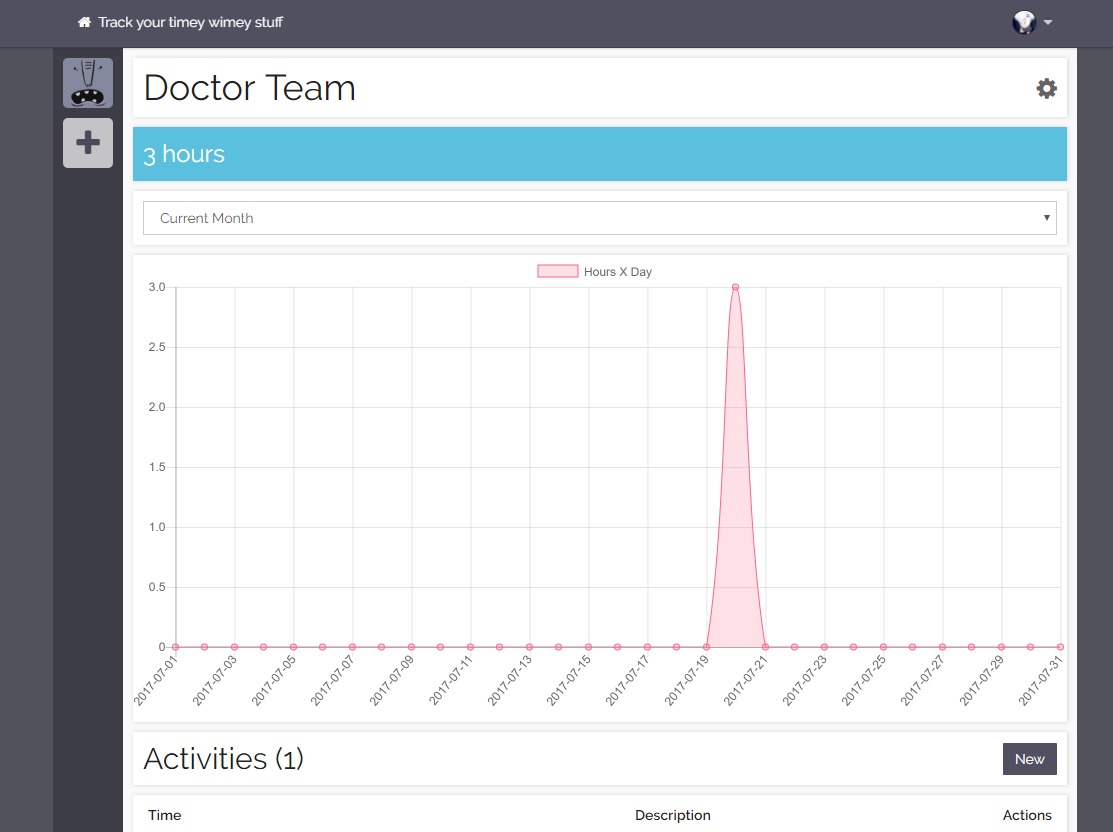 Track your timey wimey stuff
Doctor Team
3 hours
Current Month
Hours X Day
3.0
2.5
2.0
1.5
1.0
0.5
0
2017-07-01 2017-07-03 2017-07-05 2017-07-07 2017-07-09 2017-07-11 2017-07-13 2017-07-15 2017-07-17 2017-07-19 2017-07-21 2017-07-23 2017-07-25 2017-07-27 2017-07-29 2017-07-31
Activities (1)
New
Time Description Actions